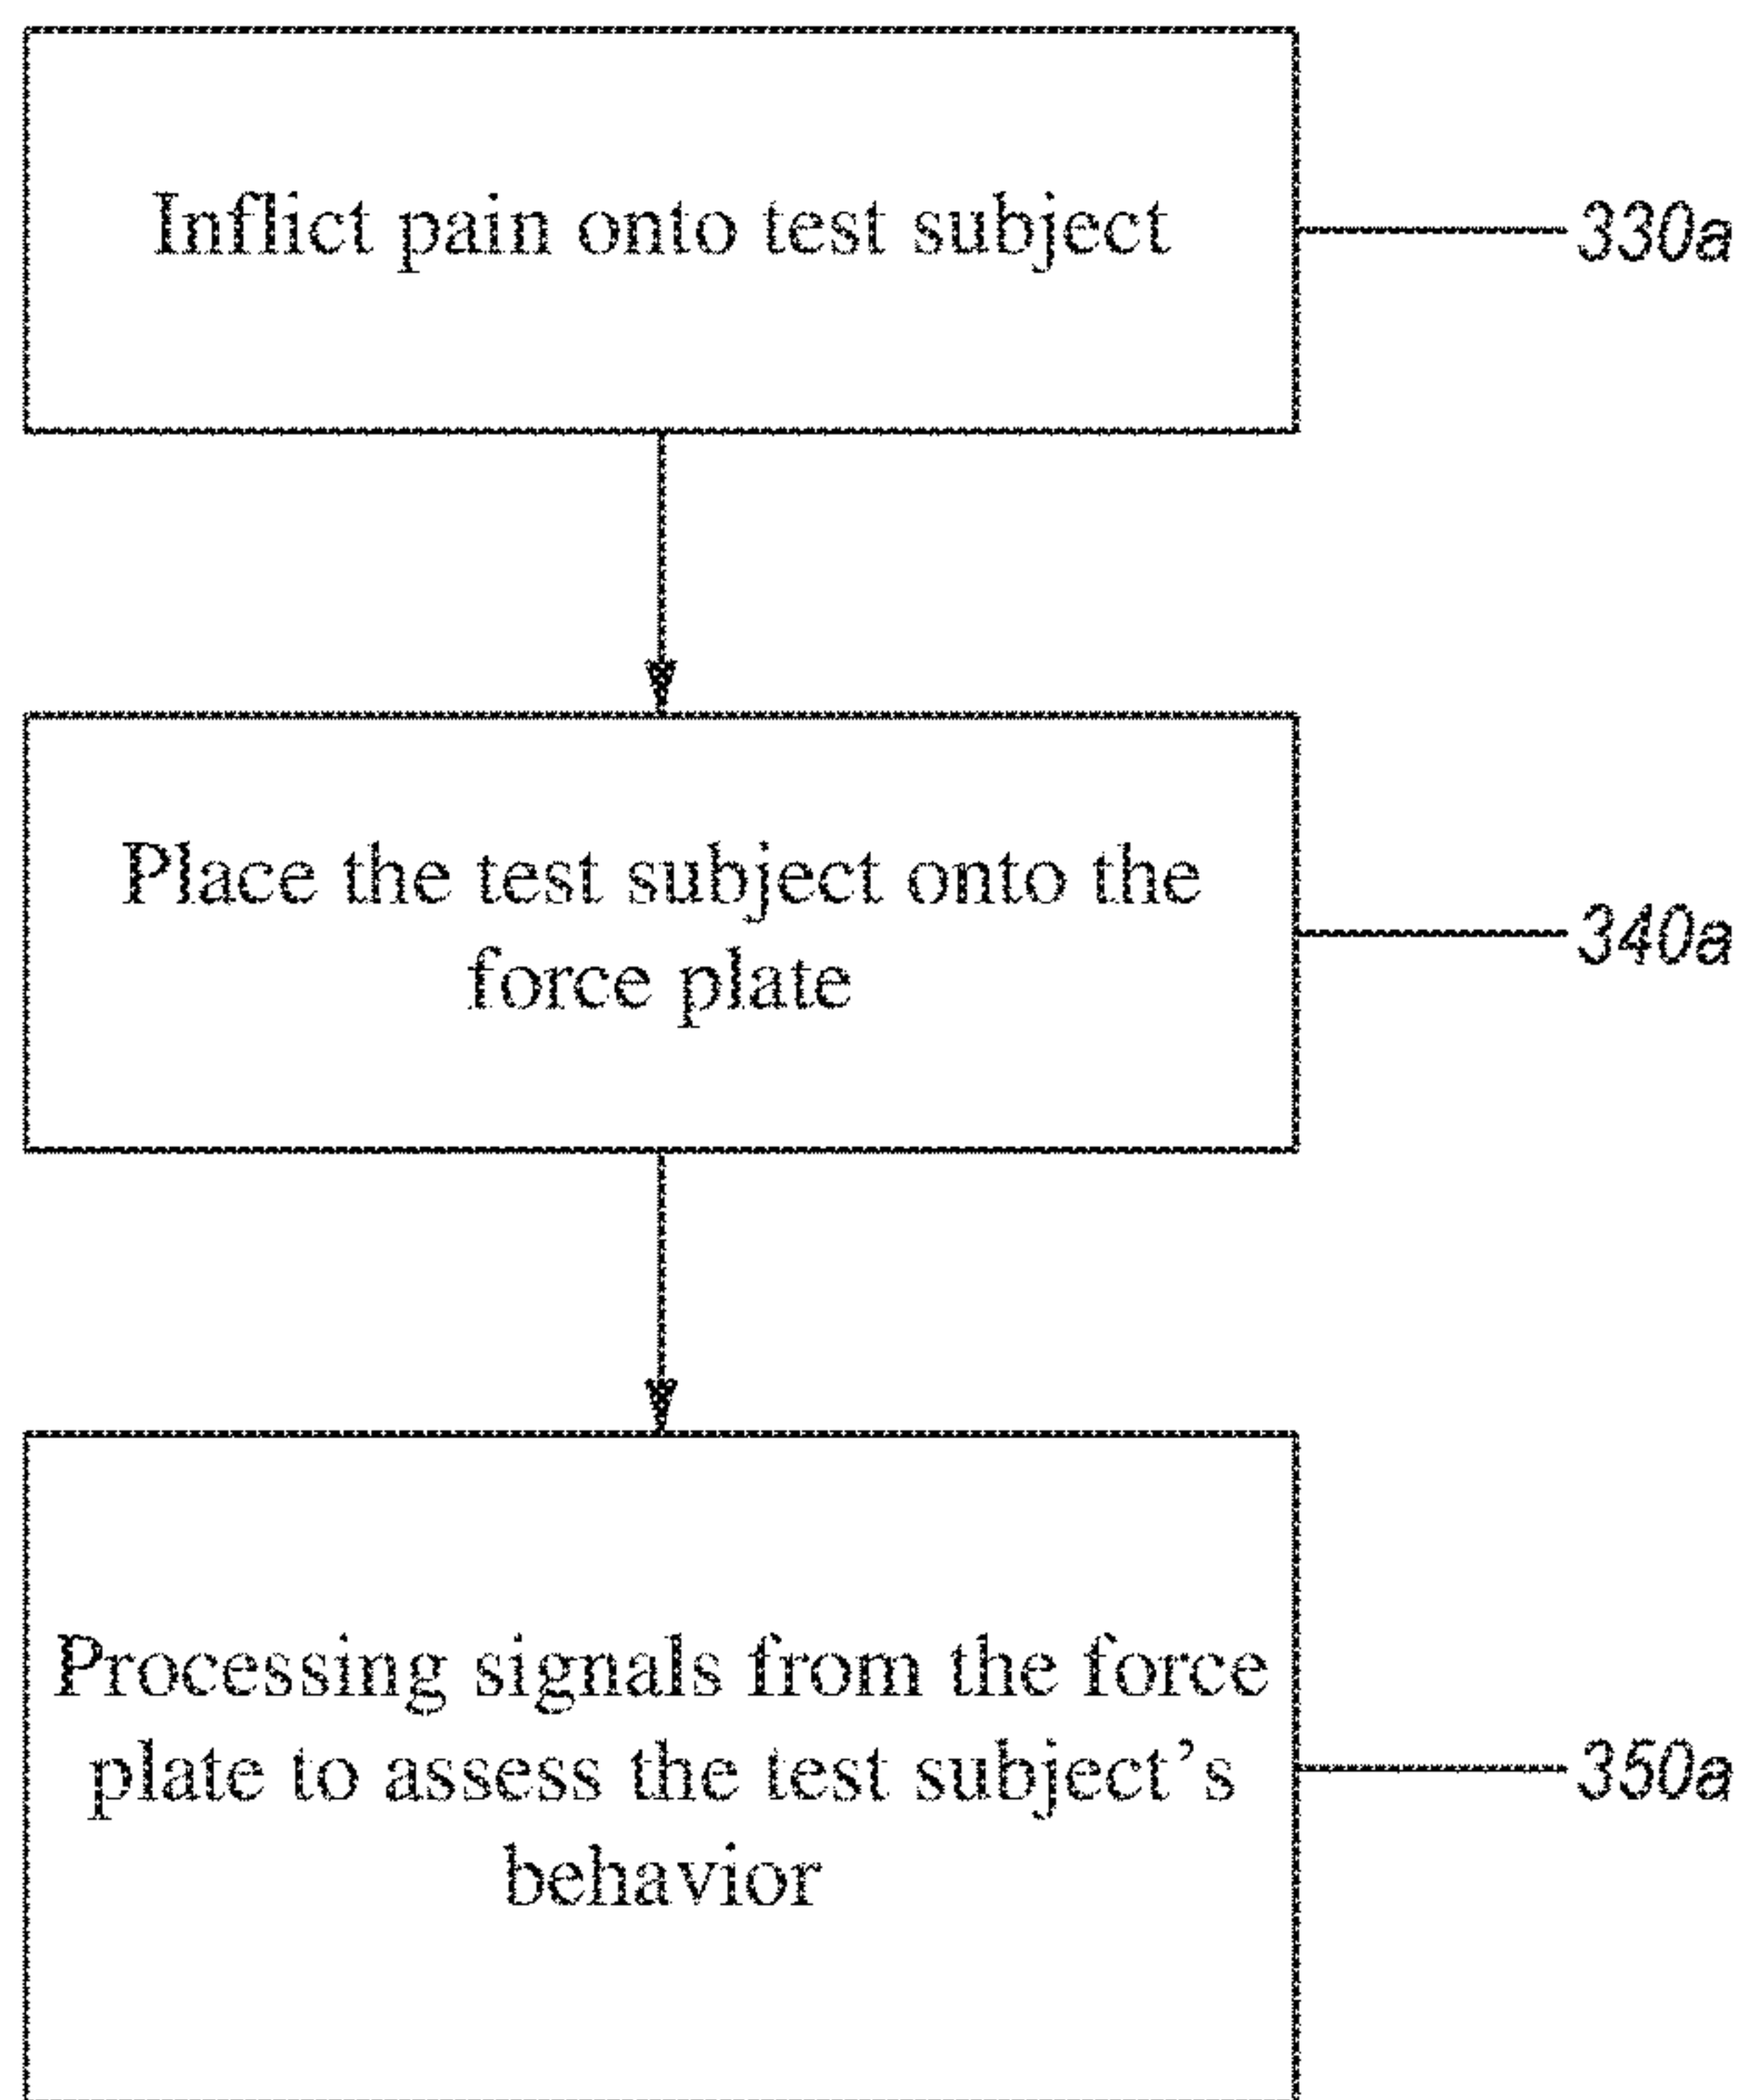 Inflict pain onto test subject
330a
Place the test subject onto the
force plate
340a
Processing signals from the force
plate to assess the test subject’s
behavior
350a